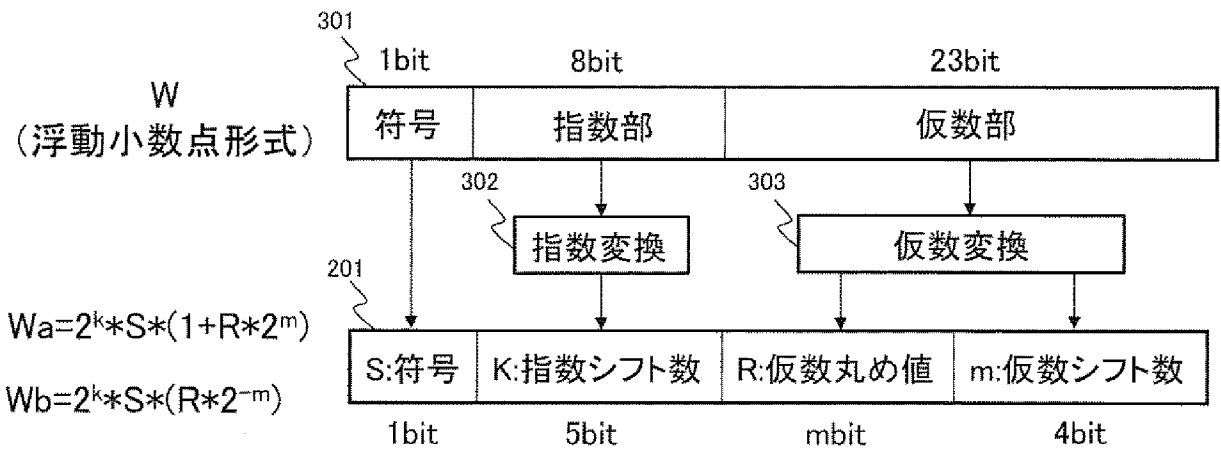 301
1bit 8bit 23bit
W
(浮動小数点形式)
符号 指数部 仮数部
302 303
指数変換 仮数変換
201
Wa=2ᵏ*S*(1+R*2ᵐ)
S:符号 K:指数シフト数 R:仮数丸め値 m:仮数シフト数
Wb=2ᵏ*S*(R*2⁻ᵐ)
1bit 5bit mbit 4bit